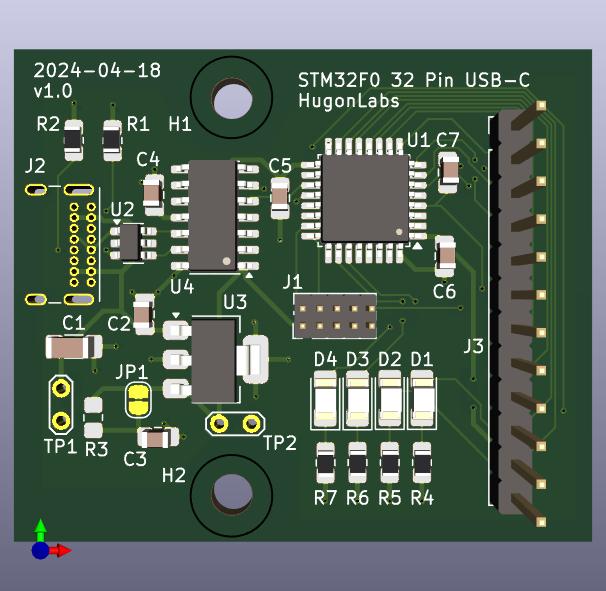 2024-04-18
v1.0
STM32F0 32 Pin USB-C
HugonLabs
R2
R1
H1
U1
C7
J2
C4
C5
U2
U4
C6
J1
U3
C1
C2
J3
D4
D3
D2
D1
JP1
TP1
R3
C3
TP2
H2
R7
R6
R5
R4